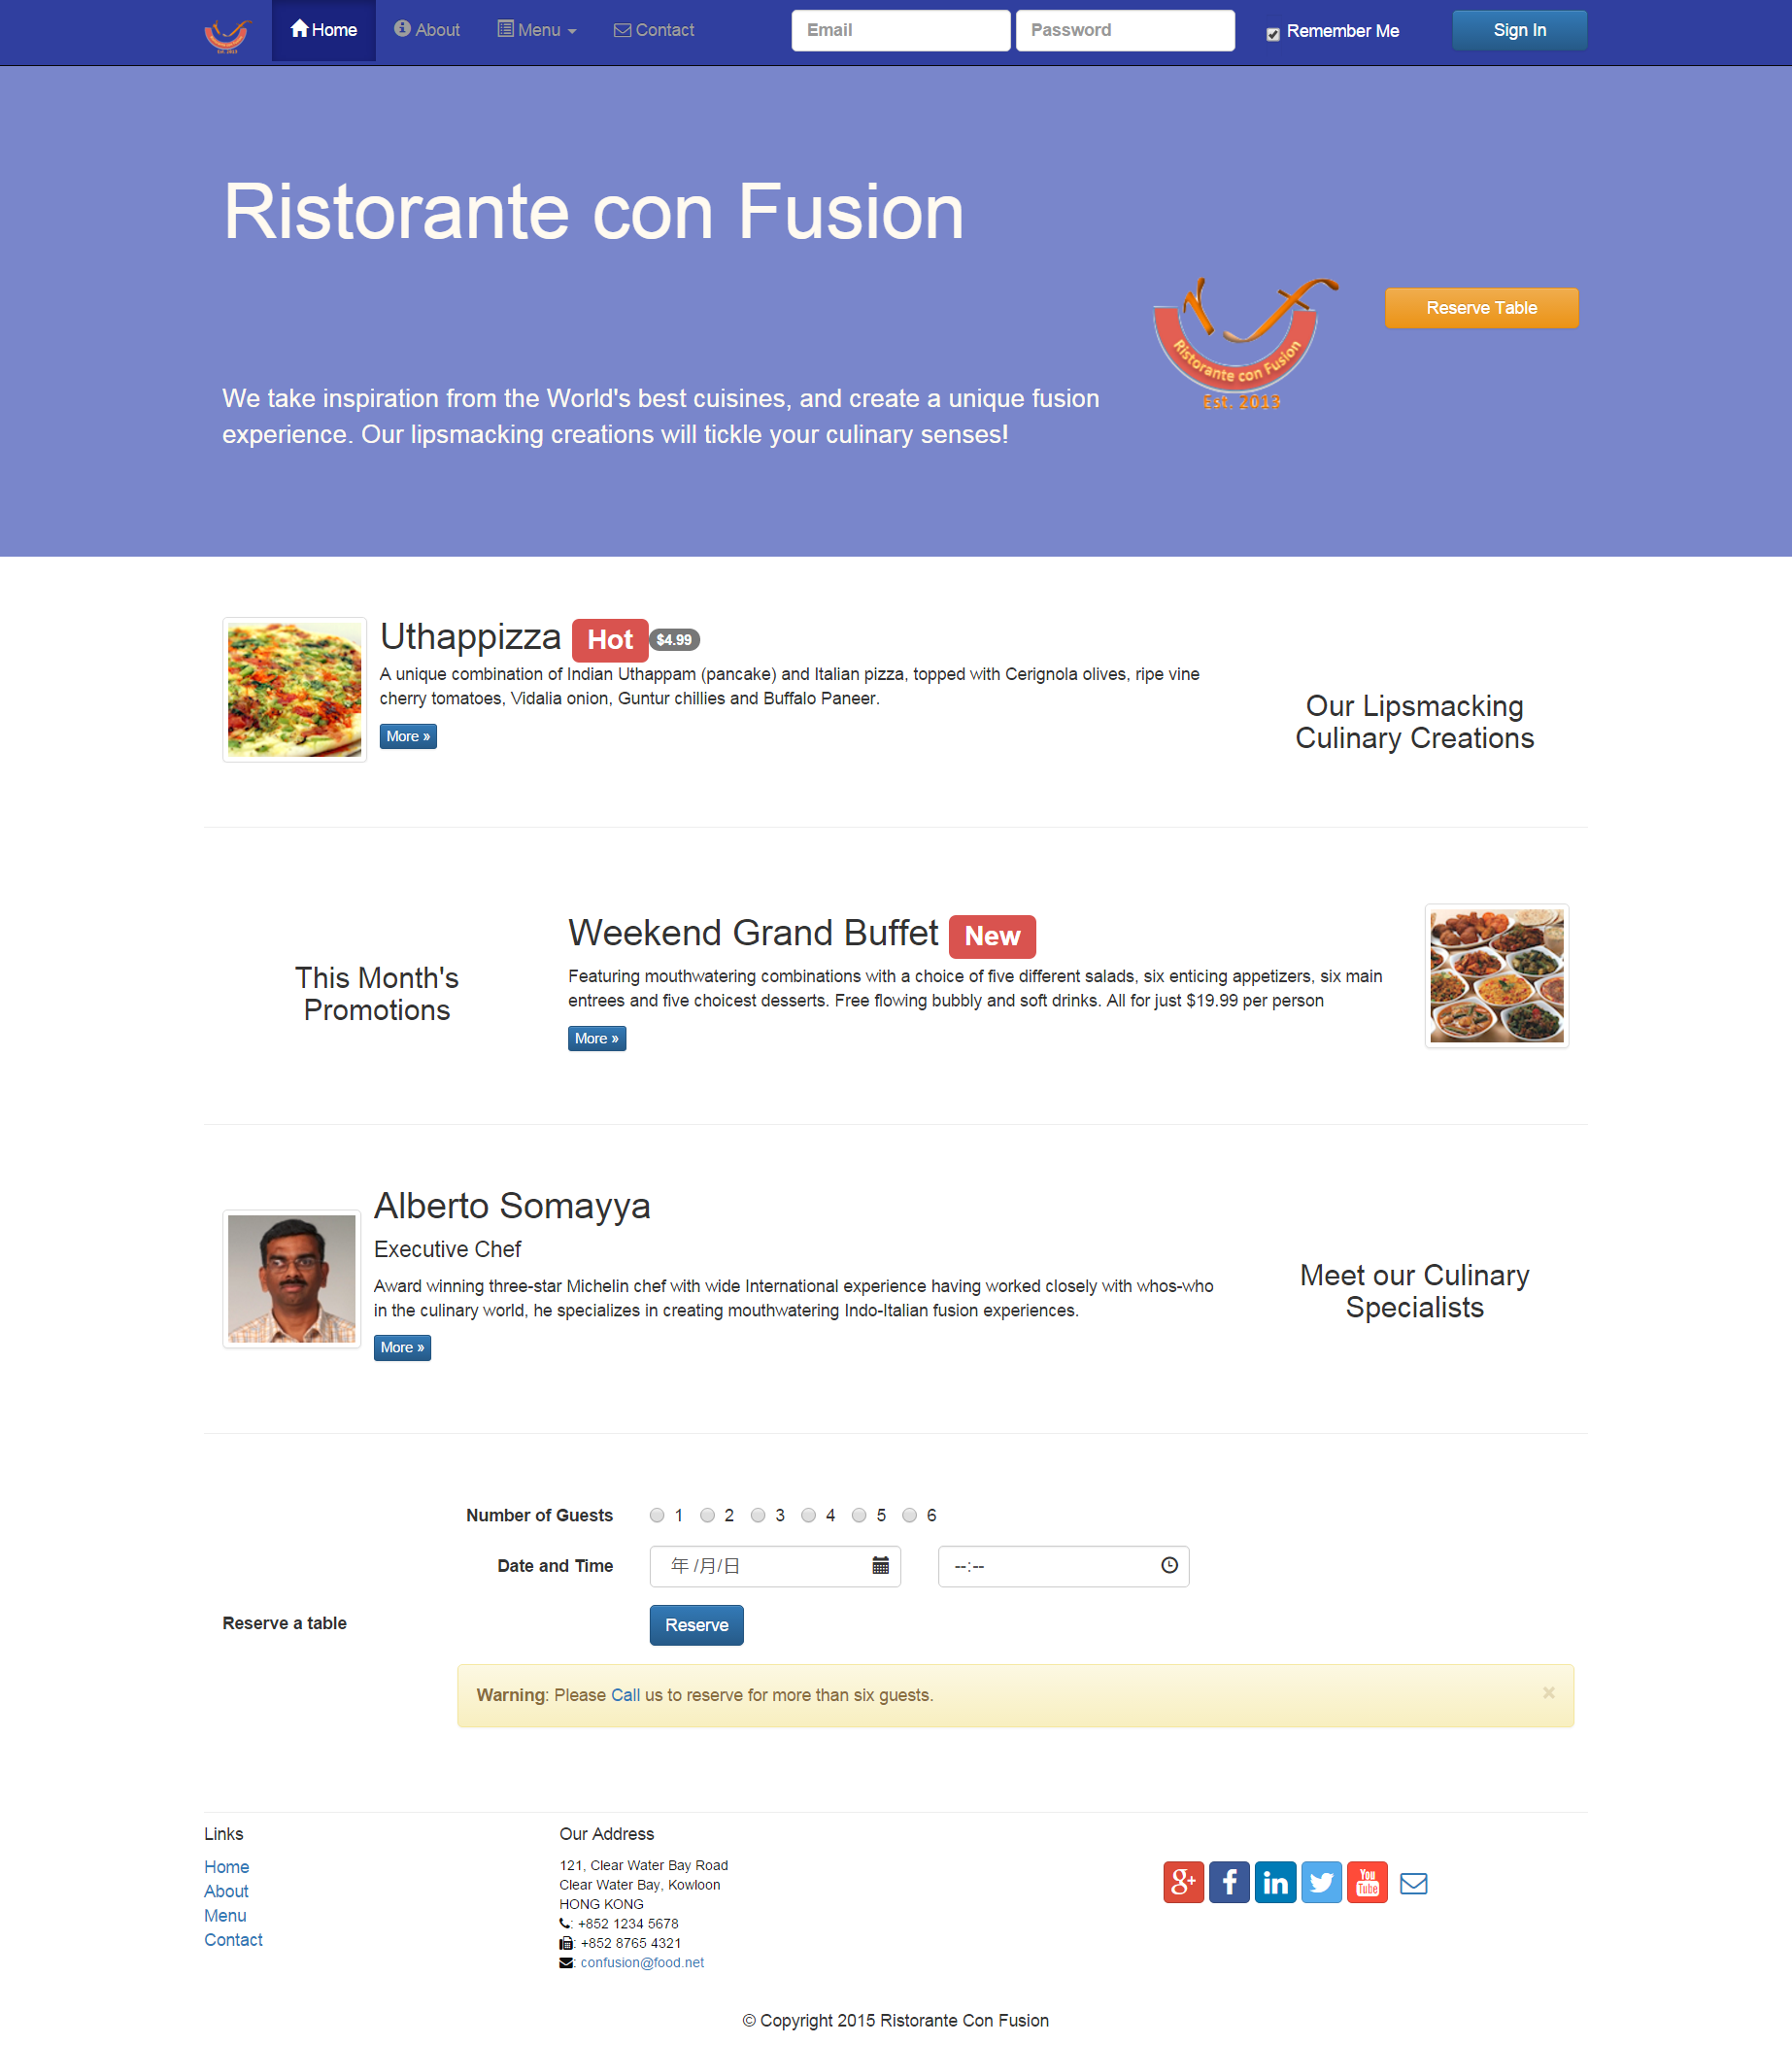 Home
About
Menu
Contact
Email
Password
Remember Me
Sign In
Ristorante con Fusion
Ristorante con Fusion
Est. 2013
Reserve Table
We take inspiration from the World's best cuisines, and create a unique fusion
experience. Our lipsmacking creations will tickle your culinary senses!
Uthappizza Hot $4.99
A unique combination of Indian Uthappam (pancake) and Italian pizza, topped with Cerignola olives, ripe vine
cherry tomatoes, Vidalia onion, Guntur chillies and Buffalo Paneer.
More »
Our Lipsmacking
Culinary Creations
This Month's
Promotions
Weekend Grand Buffet New
Featuring mouthwatering combinations with a choice of five different salads, six enticing appetizers, six main
entrees and five choicest desserts. Free flowing bubbly and soft drinks. All for just $19.99 per person
More »
Alberto Somayya
Executive Chef
Award winning three-star Michelin chef with wide International experience having worked closely with whos-who
in the culinary world, he specializes in creating mouthwatering Indo-Italian fusion experiences.
More »
Meet our Culinary
Specialists
Reserve a table
Number of Guests 1 2 3 4 5 6
Date and Time 年 /月/日 --:--
Reserve
Warning: Please Call us to reserve for more than six guests. ×
Links
Home
About
Menu
Contact
Our Address
121, Clear Water Bay Road
Clear Water Bay, Kowloon
HONG KONG
: +852 1234 5678
: +852 8765 4321
: confusion@food.net
g+ f in You Tube
© Copyright 2015 Ristorante Con Fusion